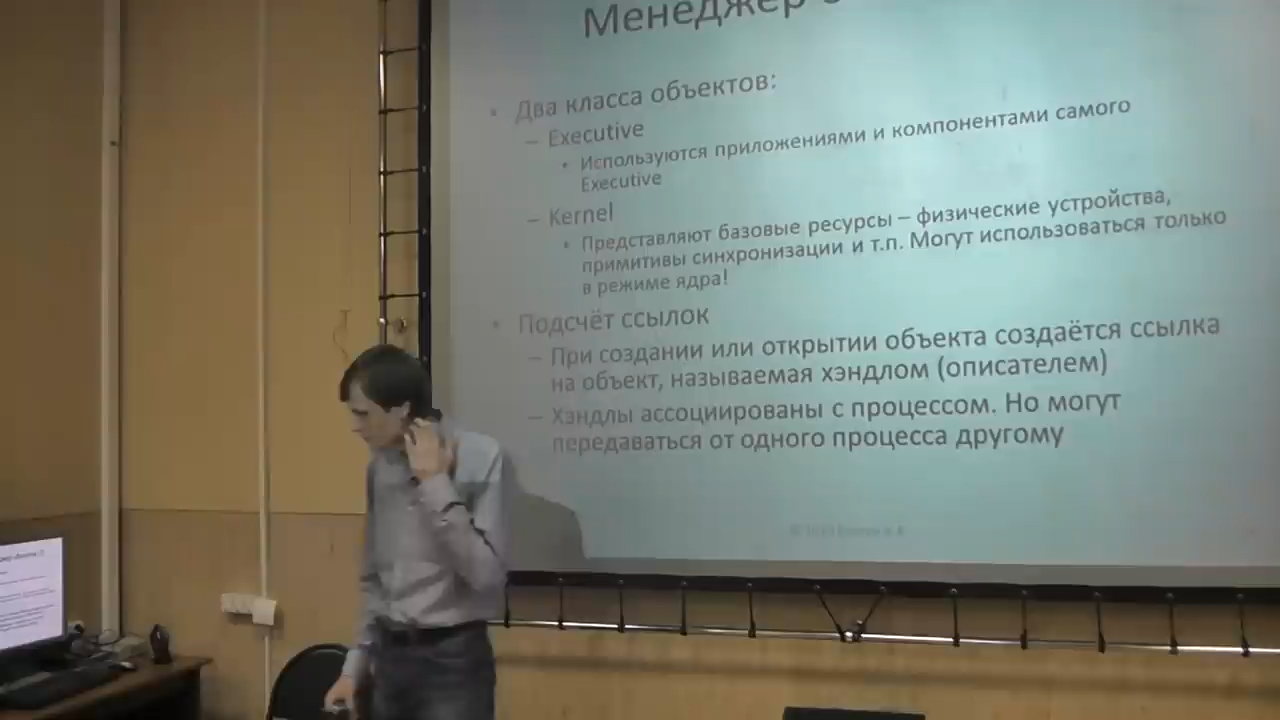 Менеджер
Два класса объектов:
Executive
Используются приложениями и компонентами самого
Executive
Kernel
Представляют базовые ресурсы – физические устройства,
примитивы синхронизации и т.п. Могут использоваться только
в режиме ядра!
Подсчёт ссылок
При создании или открытии объекта создаётся ссылка
на объект, называемая хэндлом (описателем)
Хэндлы ассоциированы с процессом. Но могут
передаваться от одного процесса другому